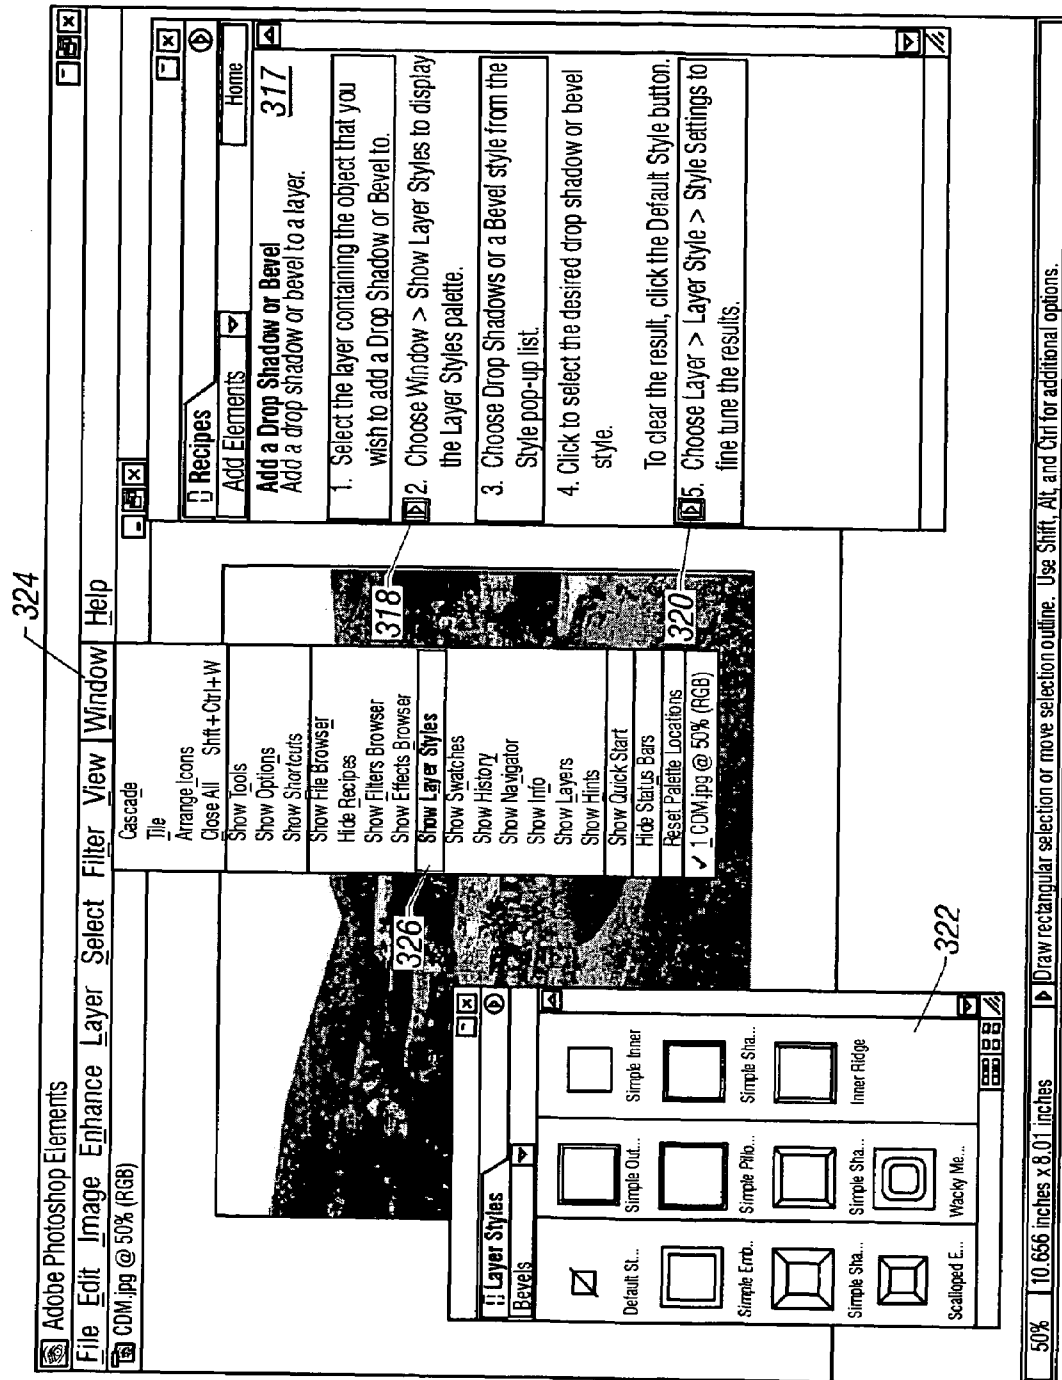 324
Adobe Photoshop Elements
File Edit Image Enhance Layer Select Filter View Window Help
CDM.jpg @ 50% (RGB)
Cascade
Tile
Arrange Icons
Close All Shft+Ctrl+W
Show Tools
Show Options
Show Shortcuts
Show File Browser
Hide Recipes
Show Filters Browser
Show Effects Browser
Show Layer Styles
Show Swatches
Show History
Show Navigator
Show Info
Show Layers
Show Hints
Show Quick Start
Hide Status Bars
Reset Palette Locations
✓ 1 CDM.jpg @ 50% (RGB)
326
318
320
Recipes
Add Elements
Home
Add a Drop Shadow or Bevel
317
Add a drop shadow or bevel to a layer.
1. Select the layer containing the object that you
wish to add a Drop Shadow or Bevel to.
2. Choose Window > Show Layer Styles to display
the Layer Styles palette.
3. Choose Drop Shadows or a Bevel style from the
Style pop-up list.
4. Click to select the desired drop shadow or bevel
style.
To clear the result, click the Default Style button.
5. Choose Layer > Layer Style > Style Settings to
fine tune the results.
Layer Styles
Bevels
Default St...
Simple Out...
Simple Inner
Simple Emb...
Simple Pillo...
Simple Sha...
Simple Sha...
Simple Sha...
Inner Ridge
Scalloped E...
Wacky Me...
322
50%
10.656 inches x 8.01 inches
Draw rectangular selection or move selection outline. Use Shift, Alt, and Ctrl for additional options.